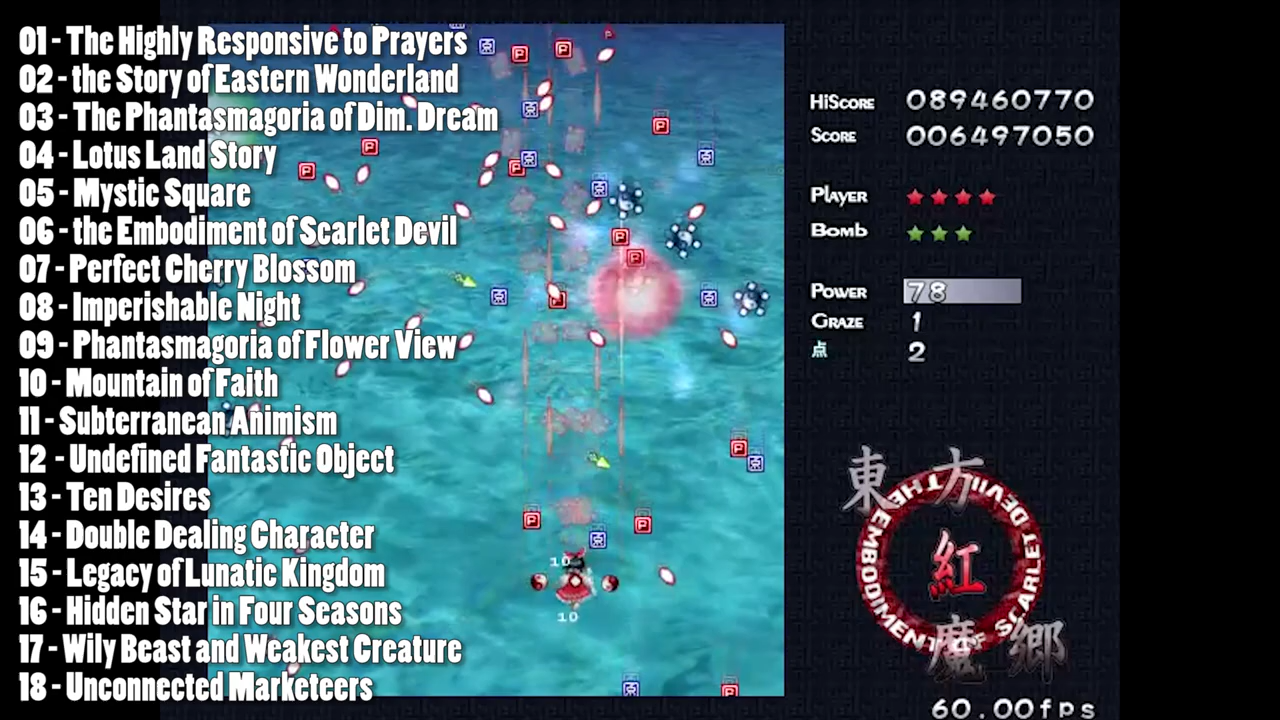 01 - The Highly Responsive to Prayers
02 - the Story of Eastern Wonderland
03 - The Phantasmagoria of Dim. Dream
04 - Lotus Land Story
05 - Mystic Square
06 - the Embodiment of Scarlet Devil
07 - Perfect Cherry Blossom
08 - Imperishable Night
09 - Phantasmagoria of Flower View
10 - Mountain of Faith
11 - Subterranean Animism
12 - Undefined Fantastic Object
13 - Ten Desires
14 - Double Dealing Character
15 - Legacy of Lunatic Kingdom
16 - Hidden Star in Four Seasons
17 - Wily Beast and Weakest Creature
18 - Unconnected Marketeers
10
10
HiScore 089460770
Score 006497050
Player
Bomb
Power 78
Graze 1
点 2
東方
紅
魔郷
THE EMBODIMENT OF SCARLET DEVIL
60.00fps